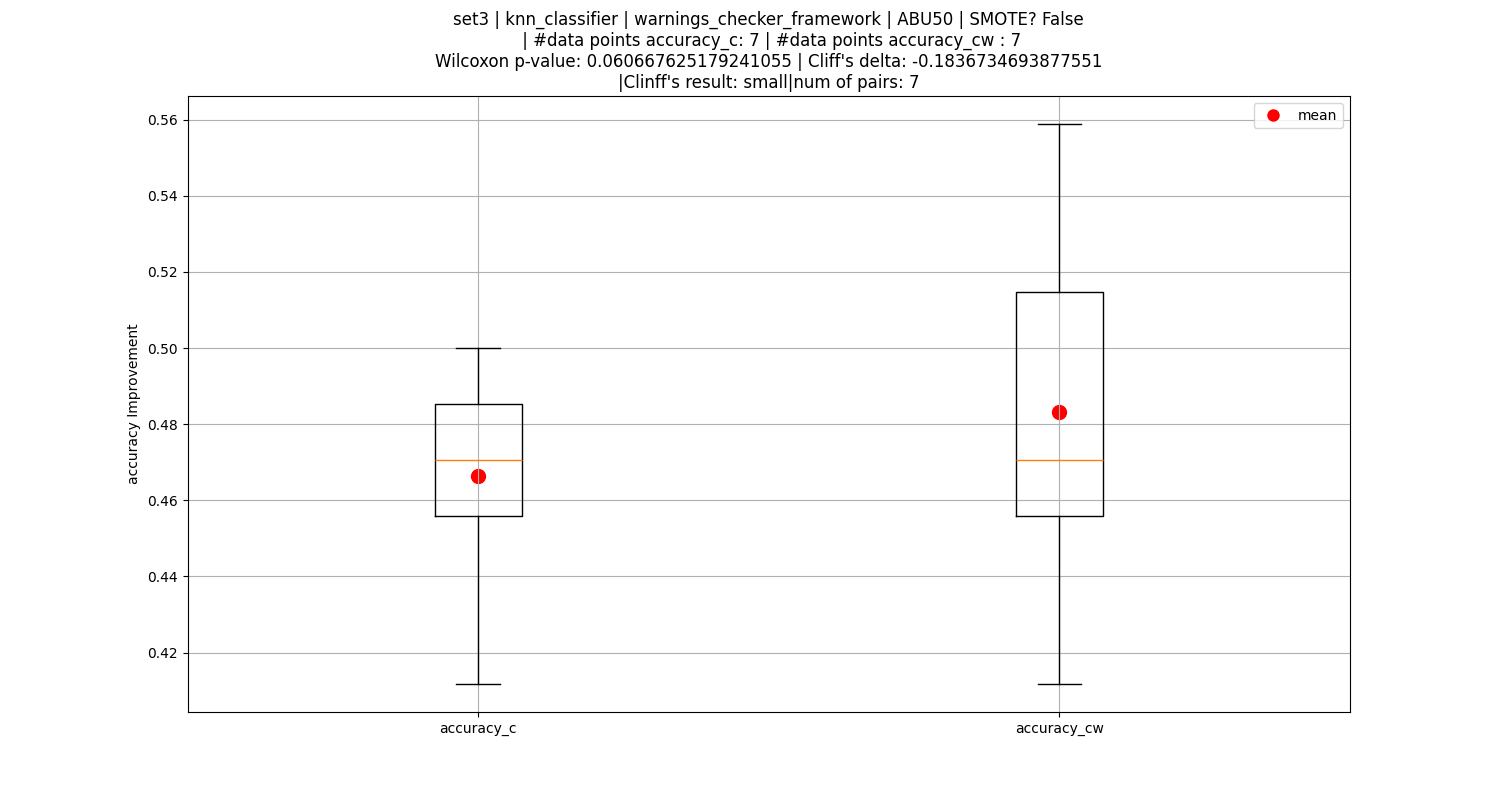 set3 | knn_classifier | warnings_checker_framework | ABU50 | SMOTE? False
| #data points accuracy_c: 7 | #data points accuracy_cw : 7
Wilcoxon p-value: 0.060667625179241055 | Cliff's delta: -0.1836734693877551
|Clinff's result: small|num of pairs: 7
mean
0.56
0.54
0.52
0.50
0.48
0.46
0.44
0.42
accuracy Improvement
accuracy_c
accuracy_cw